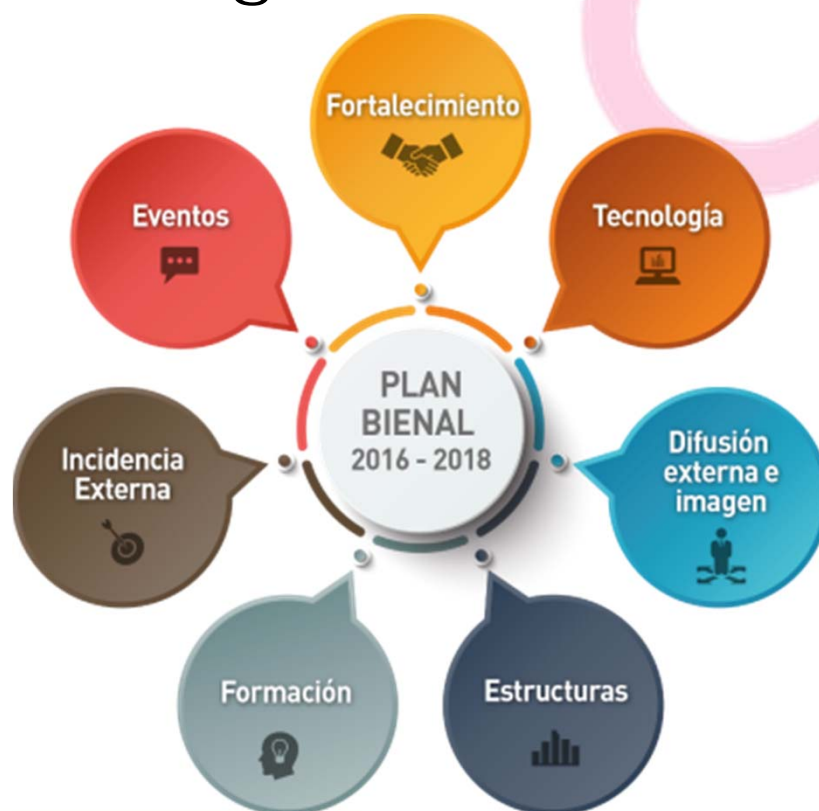 Fortalecimiento
Tecnología
Difusión
externa e
imagen
Estructuras
Formación
Incidencia
Externa
Eventos
PLAN
BIENAL
2016 - 2018